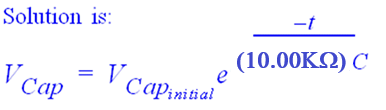 Solution is:
V_Cap = V_Cap_initial e^(-t / ((10.00KΩ) C))